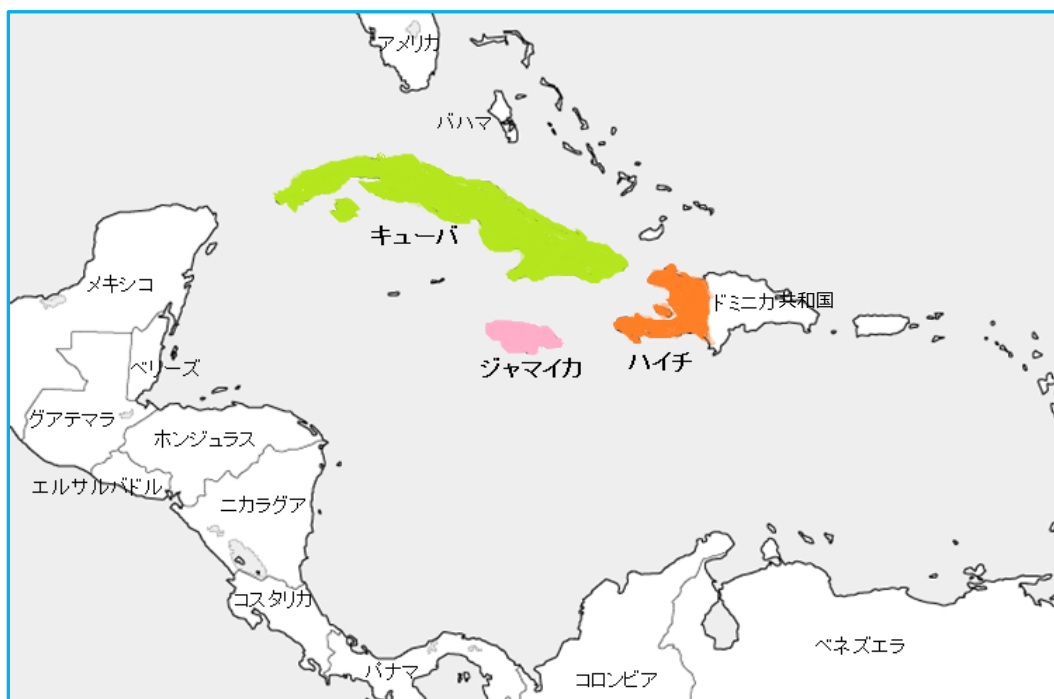 アメリカ
バハマ
キューバ
メキシコ
ドミニカ共和国
ベリーズ
ジャマイカ
ハイチ
グアテマラ
ホンジュラス
エルサルバドル
ニカラグア
コスタリカ
パナマ
コロンビア
ベネズエラ